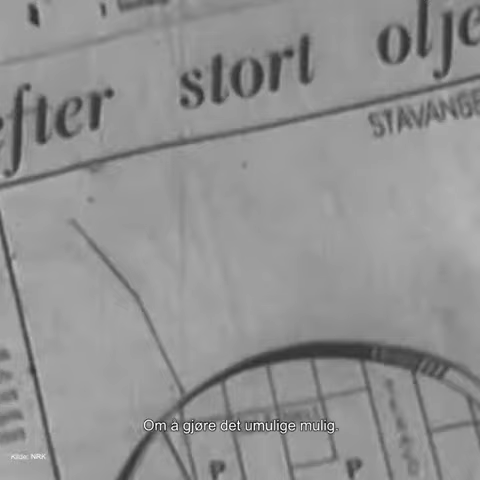 efter stort olje
STAVANGE
P P
Om å gjøre det umulige mulig.
Kilde: NRK